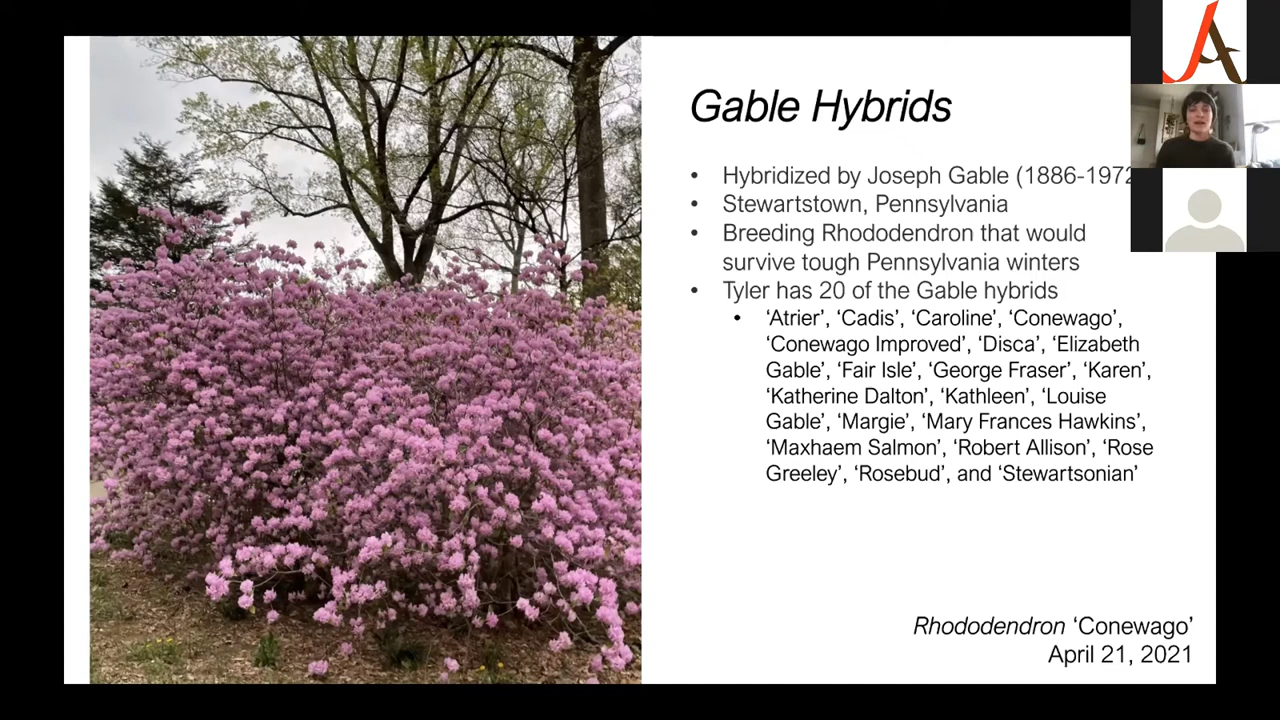 Gable Hybrids
• Hybridized by Joseph Gable (1886-1972
• Stewartstown, Pennsylvania
• Breeding Rhododendron that would
survive tough Pennsylvania winters
• Tyler has 20 of the Gable hybrids
• ‘Atrier’, ‘Cadis’, ‘Caroline’, ‘Conewago’,
‘Conewago Improved’, ‘Disca’, ‘Elizabeth
Gable’, ‘Fair Isle’, ‘George Fraser’, ‘Karen’,
‘Katherine Dalton’, ‘Kathleen’, ‘Louise
Gable’, ‘Margie’, ‘Mary Frances Hawkins’,
‘Maxhaem Salmon’, ‘Robert Allison’, ‘Rose
Greeley’, ‘Rosebud’, and ‘Stewartsonian’
Rhododendron ‘Conewago’
April 21, 2021